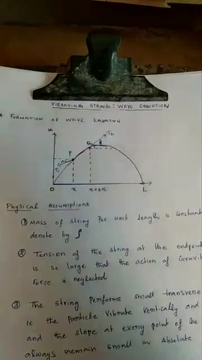 VIBRATING STRING: WAVE EQUATION
FORMATION OF WAVE EQUATION
u
T2
Q
P
O x x+δx L
Physical Assumptions
① Mass of string per unit length is constant
denote by ρ
② Tension of the string at the endpoint
is so large that the action of Gravit
force is neglected
③ The string performs small transverse
ie the particle vibrate vertically and
and the slope at every point of the
always remain small in absolute